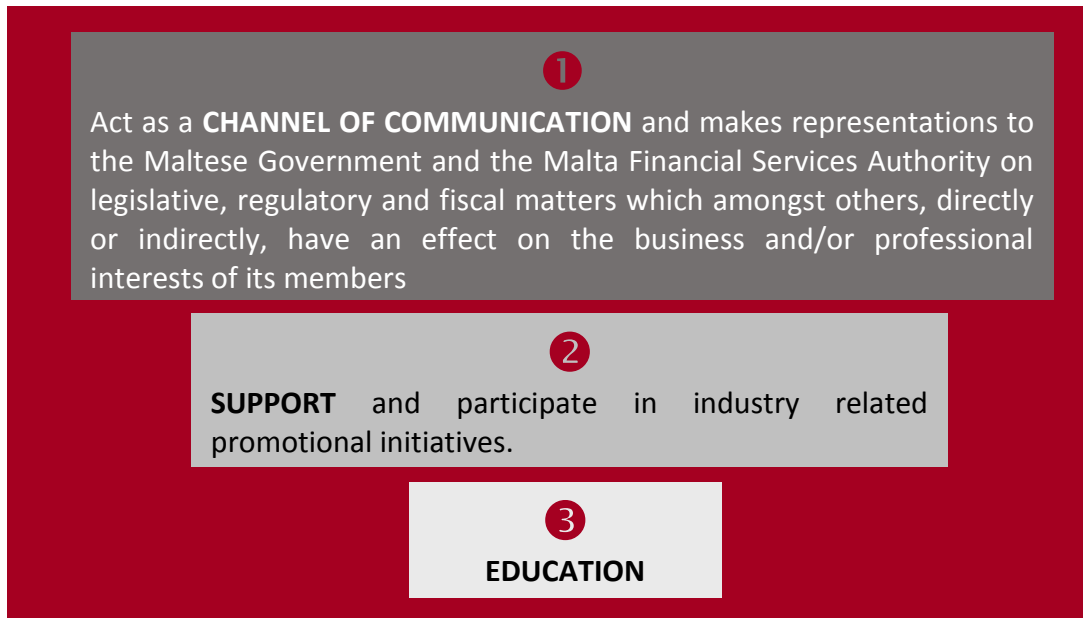 ❶
Act as a CHANNEL OF COMMUNICATION and makes representations to
the Maltese Government and the Malta Financial Services Authority on
legislative, regulatory and fiscal matters which amongst others, directly
or indirectly, have an effect on the business and/or professional
interests of its members
❷
SUPPORT and participate in industry related
promotional initiatives.
❸
EDUCATION